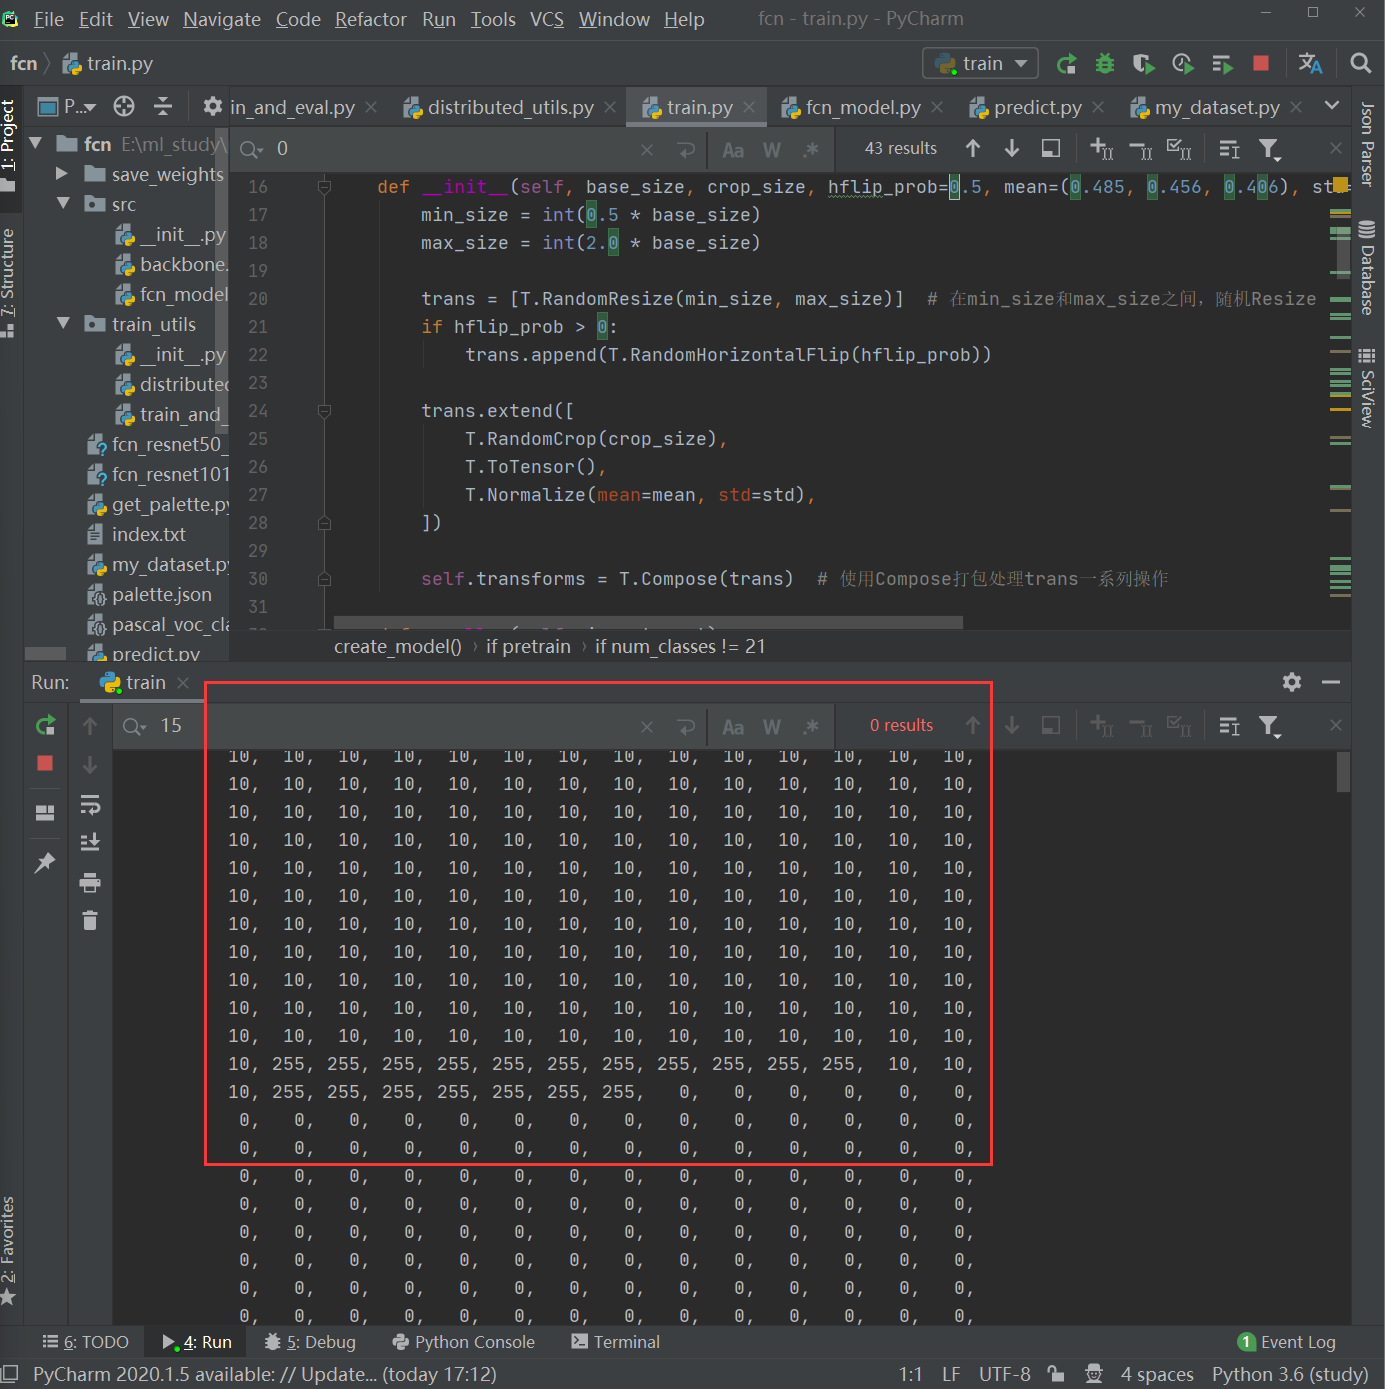 File Edit View Navigate Code Refactor Run Tools VCS Window Help fcn - train.py - PyCharm
fcn train.py train
1: Project
7: Structure
2: Favorites
P... in_and_eval.py distributed_utils.py train.py fcn_model.py predict.py my_dataset.py
fcn E:\ml_study\
save_weights
src
__init__.py
backbone.
fcn_model
train_utils
__init__.py
distributed
train_and_
fcn_resnet50_
fcn_resnet101
get_palette.py
index.txt
my_dataset.py
palette.json
pascal_voc_cla
predict.py
0 Aa W .* 43 results
16 def __init__(self, base_size, crop_size, hflip_prob=0.5, mean=(0.485, 0.456, 0.406), std=
17 min_size = int(0.5 * base_size)
18 max_size = int(2.0 * base_size)
19
20 trans = [T.RandomResize(min_size, max_size)] # 在min_size和max_size之间，随机Resize
21 if hflip_prob > 0:
22 trans.append(T.RandomHorizontalFlip(hflip_prob))
23
24 trans.extend([
25 T.RandomCrop(crop_size),
26 T.ToTensor(),
27 T.Normalize(mean=mean, std=std),
28 ])
29
30 self.transforms = T.Compose(trans) # 使用Compose打包处理trans一系列操作
31
create_model() › if pretrain › if num_classes != 21
Json Parser
Database
SciView
Run: train
15 Aa W .* 0 results
10, 10, 10, 10, 10, 10, 10, 10, 10, 10, 10, 10, 10, 10,
10, 10, 10, 10, 10, 10, 10, 10, 10, 10, 10, 10, 10, 10,
10, 10, 10, 10, 10, 10, 10, 10, 10, 10, 10, 10, 10, 10,
10, 10, 10, 10, 10, 10, 10, 10, 10, 10, 10, 10, 10, 10,
10, 10, 10, 10, 10, 10, 10, 10, 10, 10, 10, 10, 10, 10,
10, 10, 10, 10, 10, 10, 10, 10, 10, 10, 10, 10, 10, 10,
10, 10, 10, 10, 10, 10, 10, 10, 10, 10, 10, 10, 10, 10,
10, 10, 10, 10, 10, 10, 10, 10, 10, 10, 10, 10, 10, 10,
10, 10, 10, 10, 10, 10, 10, 10, 10, 10, 10, 10, 10, 10,
10, 10, 10, 10, 10, 10, 10, 10, 10, 10, 10, 10, 10, 10,
10, 10, 10, 10, 10, 10, 10, 10, 10, 10, 10, 10, 10, 10,
10, 255, 255, 255, 255, 255, 255, 255, 255, 255, 255, 255, 10, 10,
10, 255, 255, 255, 255, 255, 255, 255, 0, 0, 0, 0, 0, 0,
0, 0, 0, 0, 0, 0, 0, 0, 0, 0, 0, 0, 0, 0,
0, 0, 0, 0, 0, 0, 0, 0, 0, 0, 0, 0, 0, 0,
0, 0, 0, 0, 0, 0, 0, 0, 0, 0, 0, 0, 0, 0,
0, 0, 0, 0, 0, 0, 0, 0, 0, 0, 0, 0, 0, 0,
0, 0, 0, 0, 0, 0, 0, 0, 0, 0, 0, 0, 0, 0,
0, 0, 0, 0, 0, 0, 0, 0, 0, 0, 0, 0, 0, 0,
0, 0, 0, 0, 0, 0, 0, 0, 0, 0, 0, 0, 0, 0,
0, 0, 0, 0, 0, 0, 0, 0, 0, 0, 0, 0, 0, 0,
6: TODO 4: Run 5: Debug Python Console Terminal 1 Event Log
PyCharm 2020.1.5 available: // Update... (today 17:12) 1:1 LF UTF-8 4 spaces Python 3.6 (study)